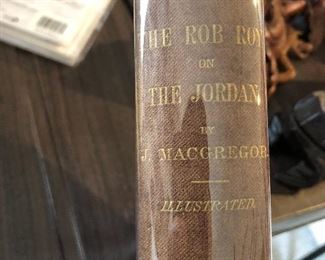 THE ROB ROY
ON
THE JORDAN
BY
J. MACGREGOR.
ILLUSTRATED.